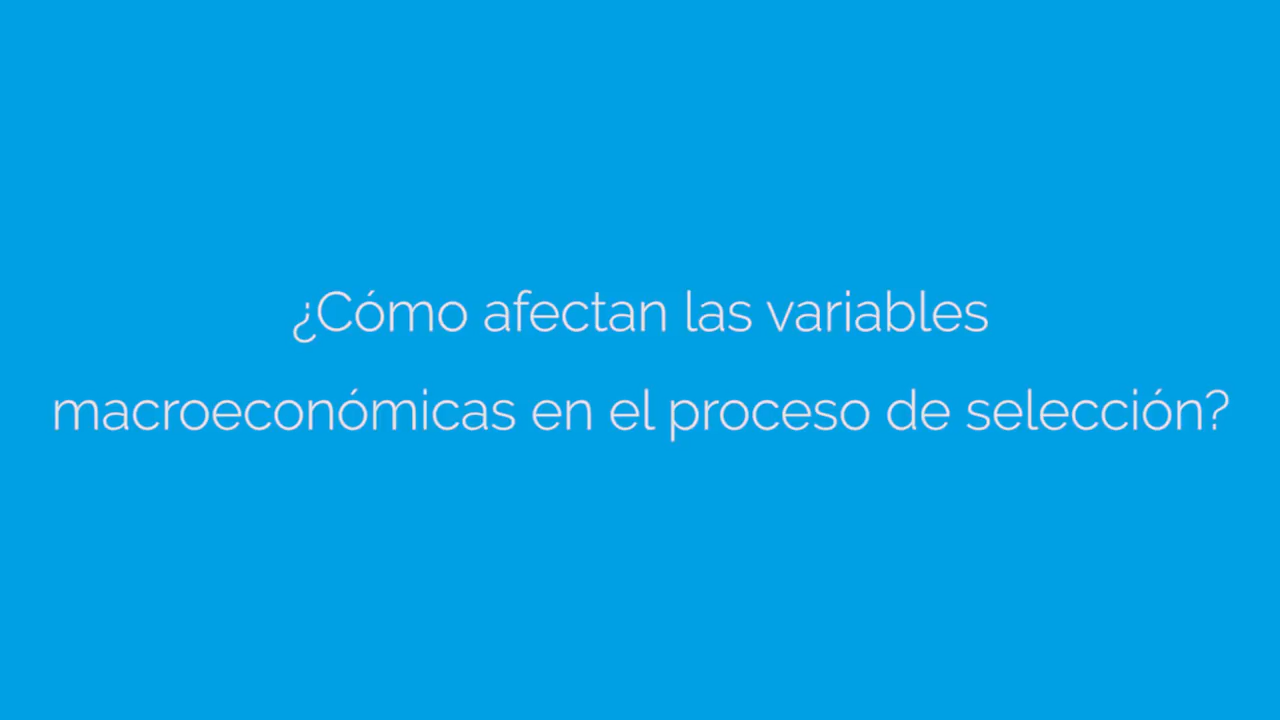 ¿Cómo afectan las variables
macroeconómicas en el proceso de selección?